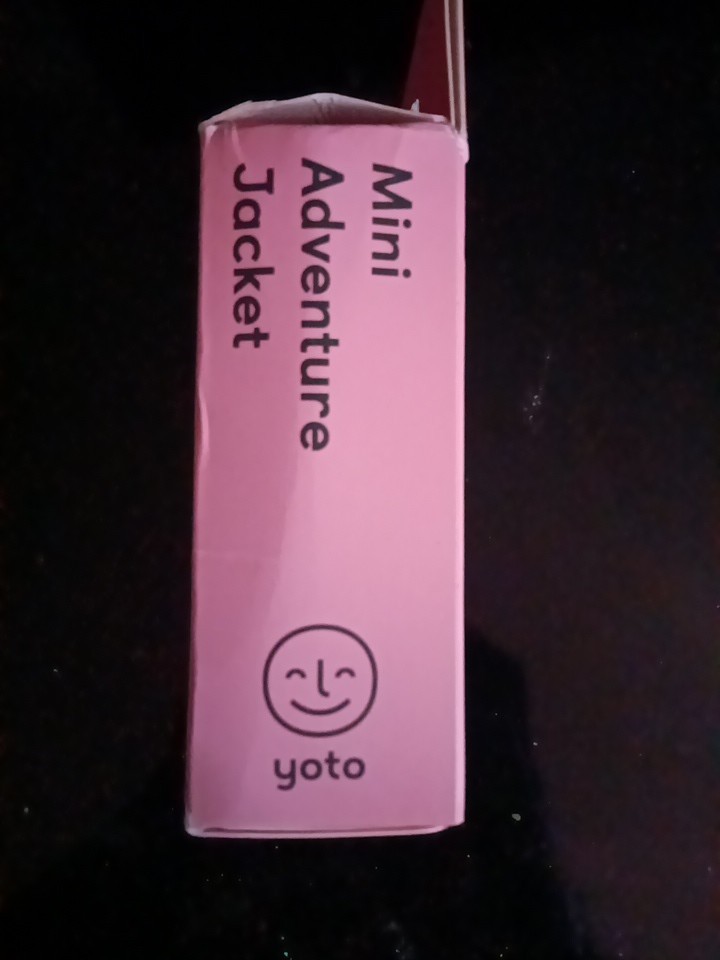 Mini
Adventure
Jacket
yoto